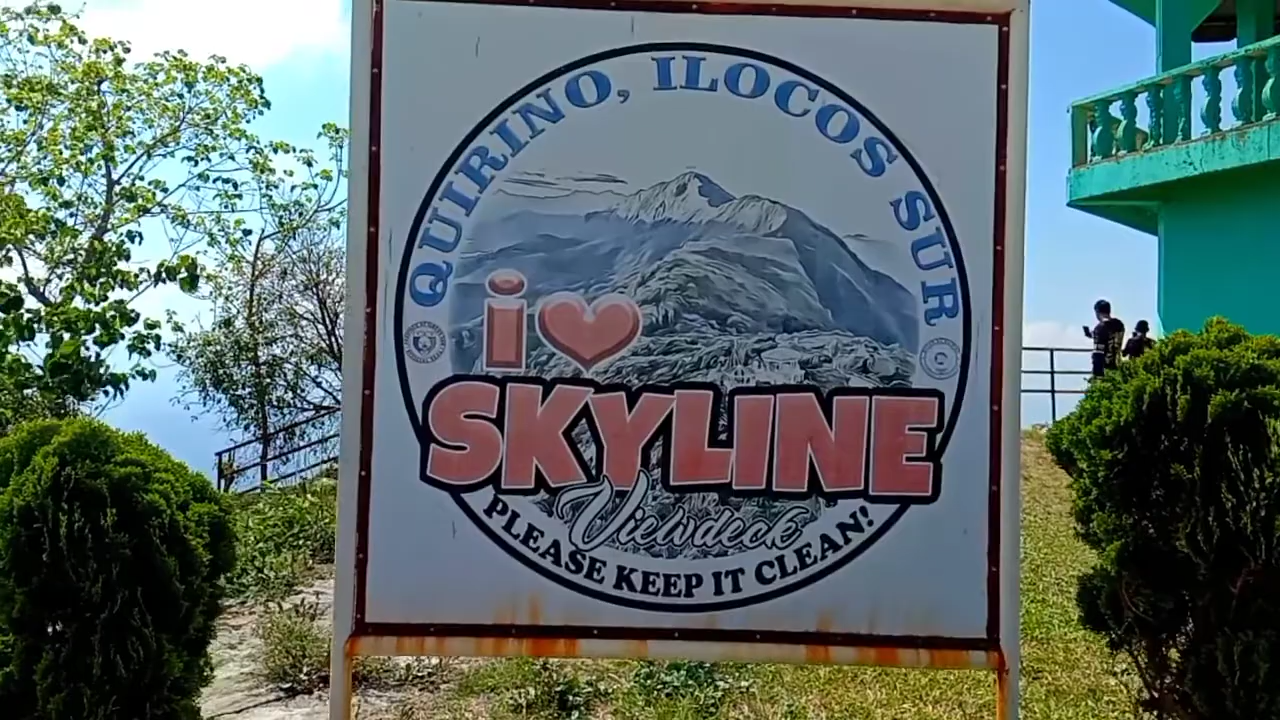 QUIRINO, ILOCOS SUR
i
SKYLINE
Viewdeck
PLEASE KEEP IT CLEAN!